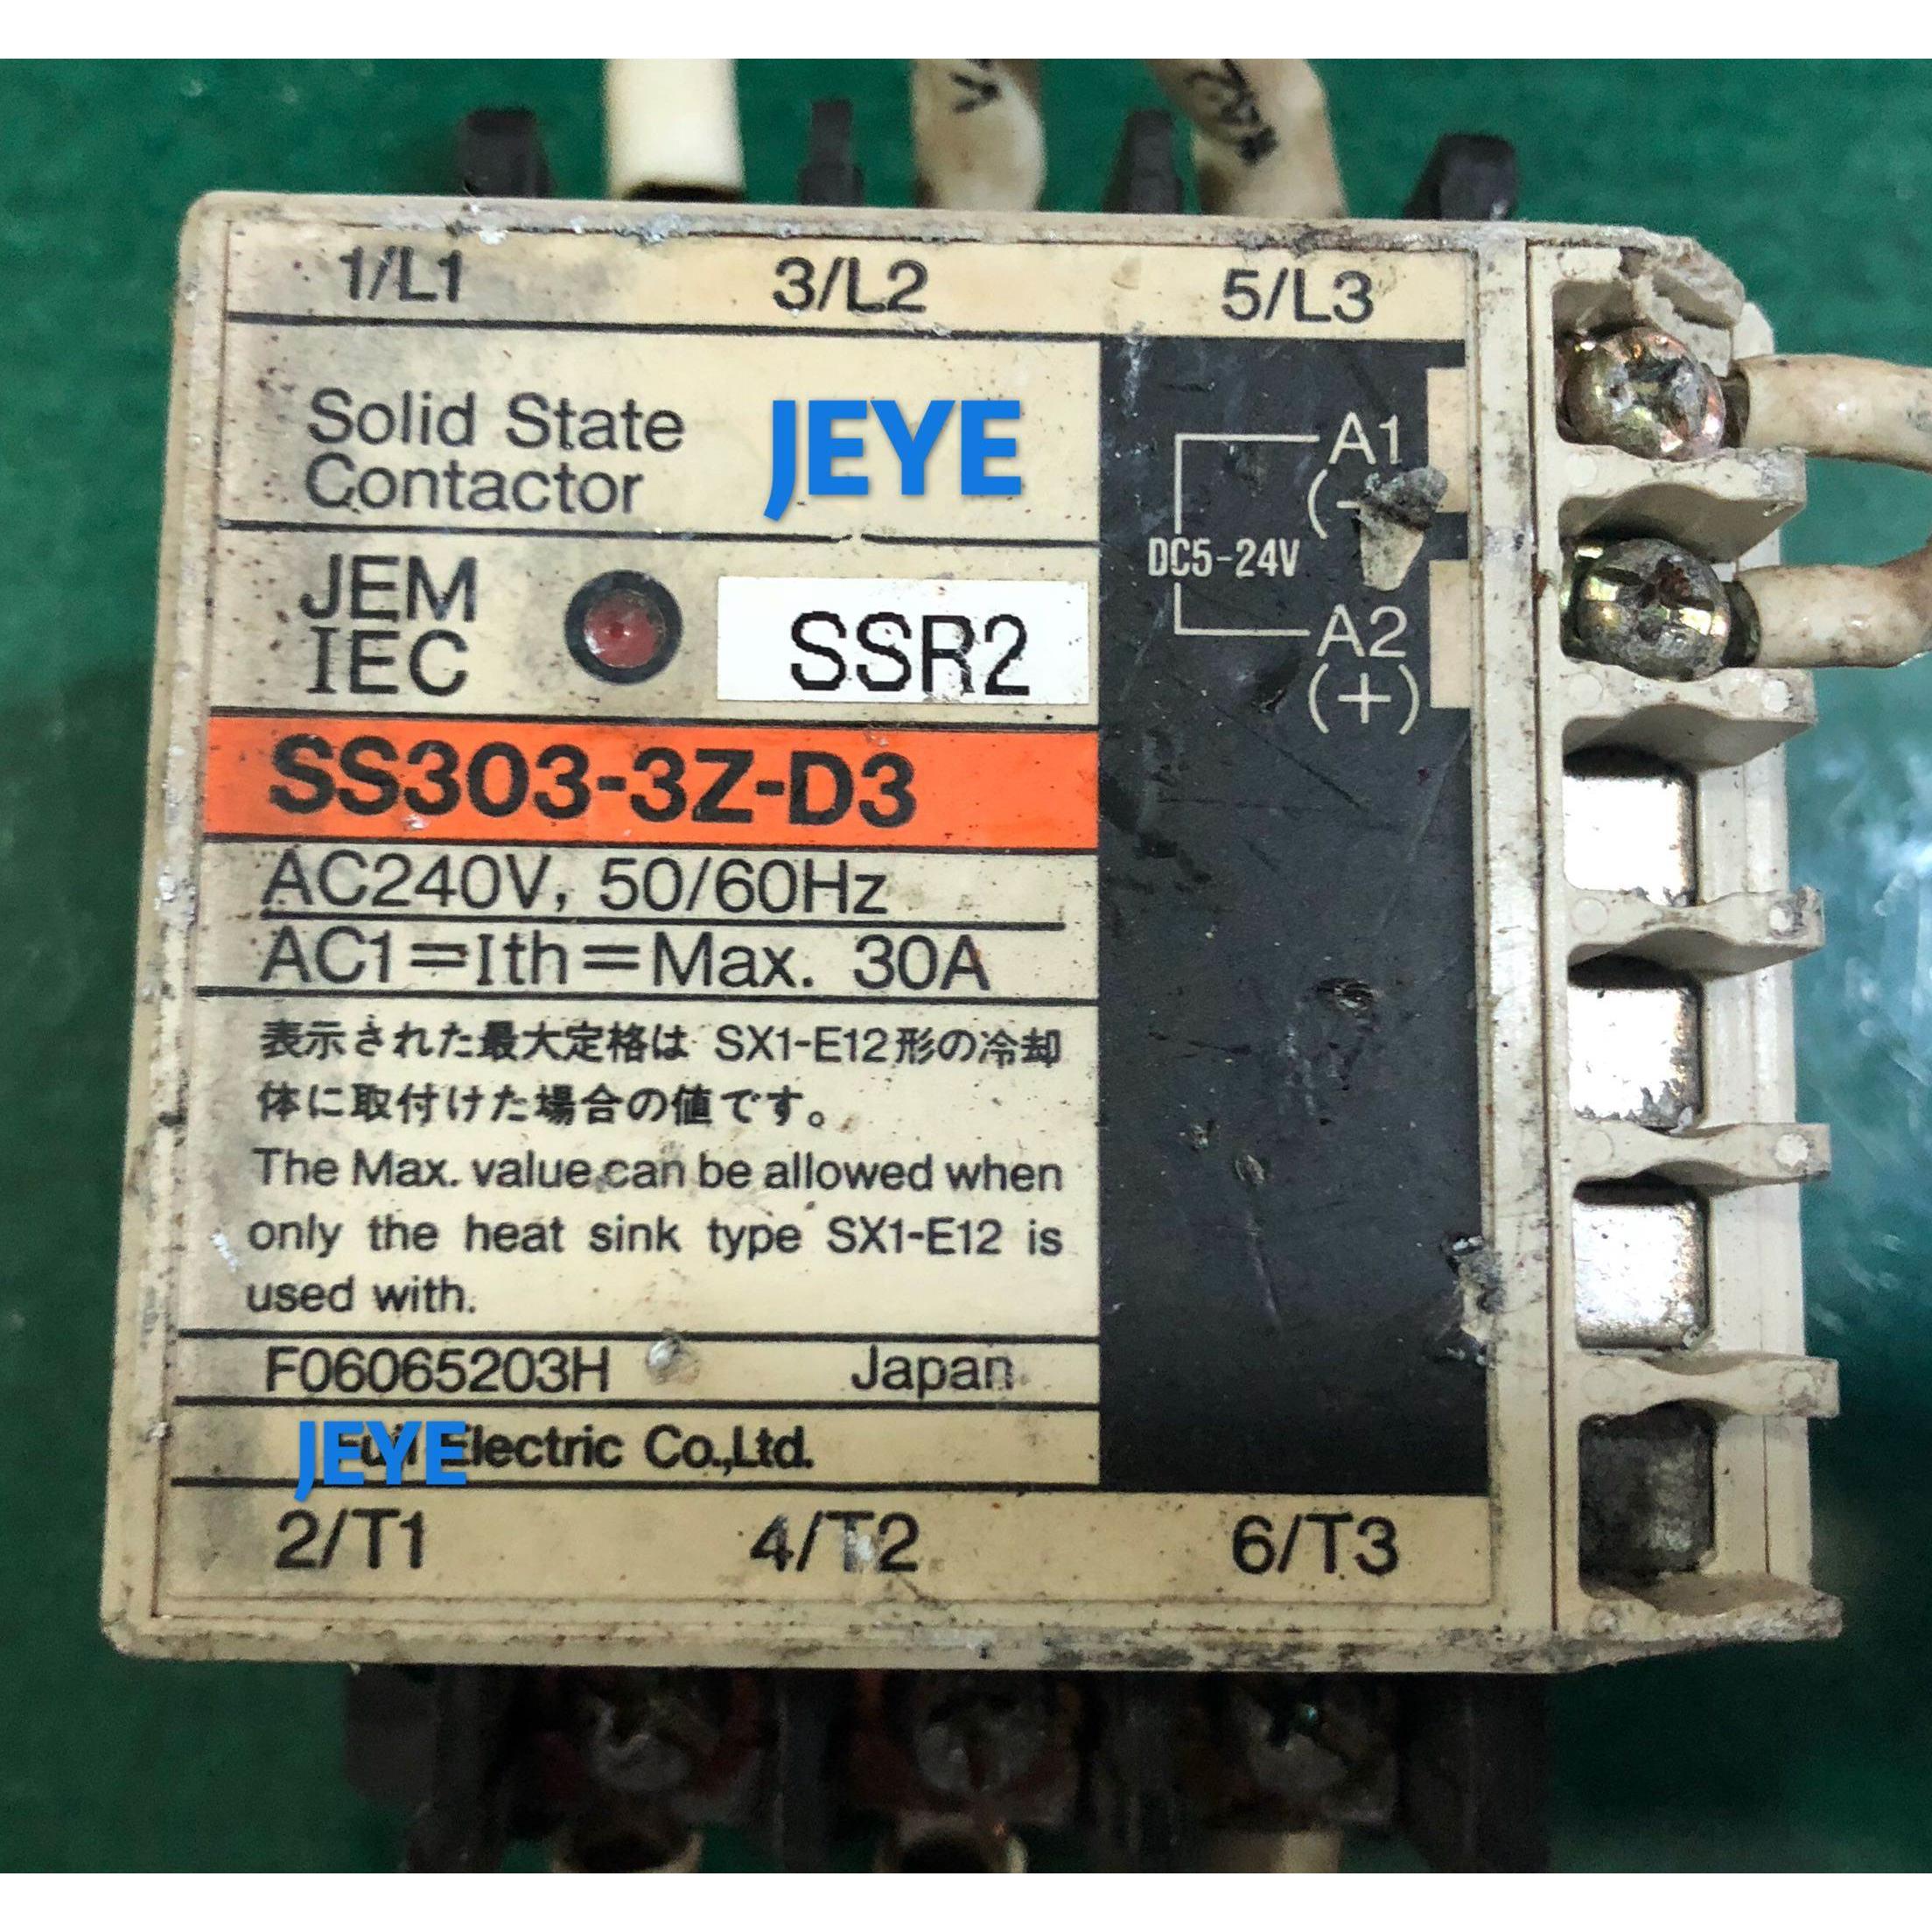 1/L1 3/L2 5/L3
Solid State
Contactor
JEYE
A1
(-
DC5-24V
A2
(+)
JEM
IEC
SSR2
SS303-3Z-D3
AC240V, 50/60Hz
AC1=Ith=Max. 30A
表示された最大定格は SX1-E12形の冷却
体に取付けた場合の値です。
The Max. value can be allowed when
only the heat sink type SX1-E12 is
used with.
F06065203H Japan
JEYE
Fuji Electric Co.,Ltd.
2/T1 4/T2 6/T3